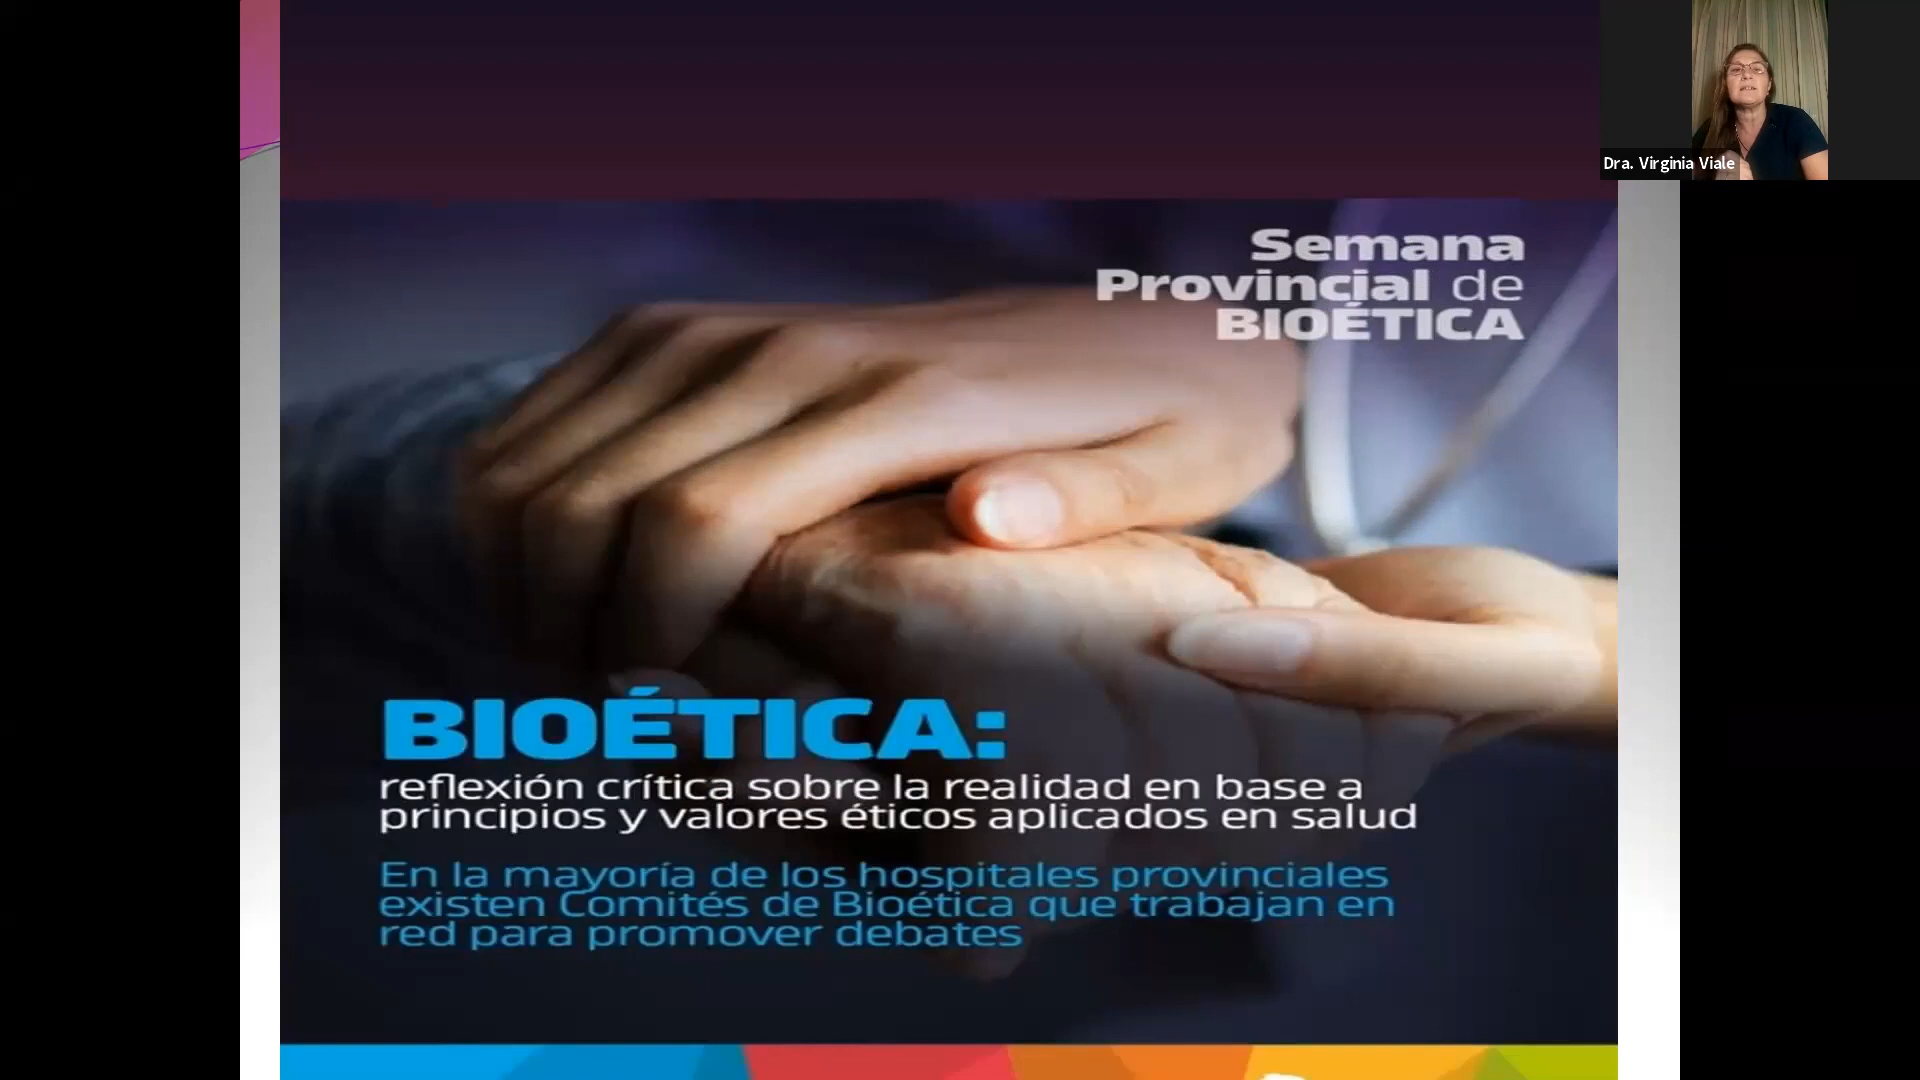 Dra. Virginia Viale
Semana
Provincial de
BIOÉTICA
BIOÉTICA:
reflexión crítica sobre la realidad en base a
principios y valores éticos aplicados en salud
En la mayoría de los hospitales provinciales
existen Comités de Bioética que trabajan en
red para promover debates